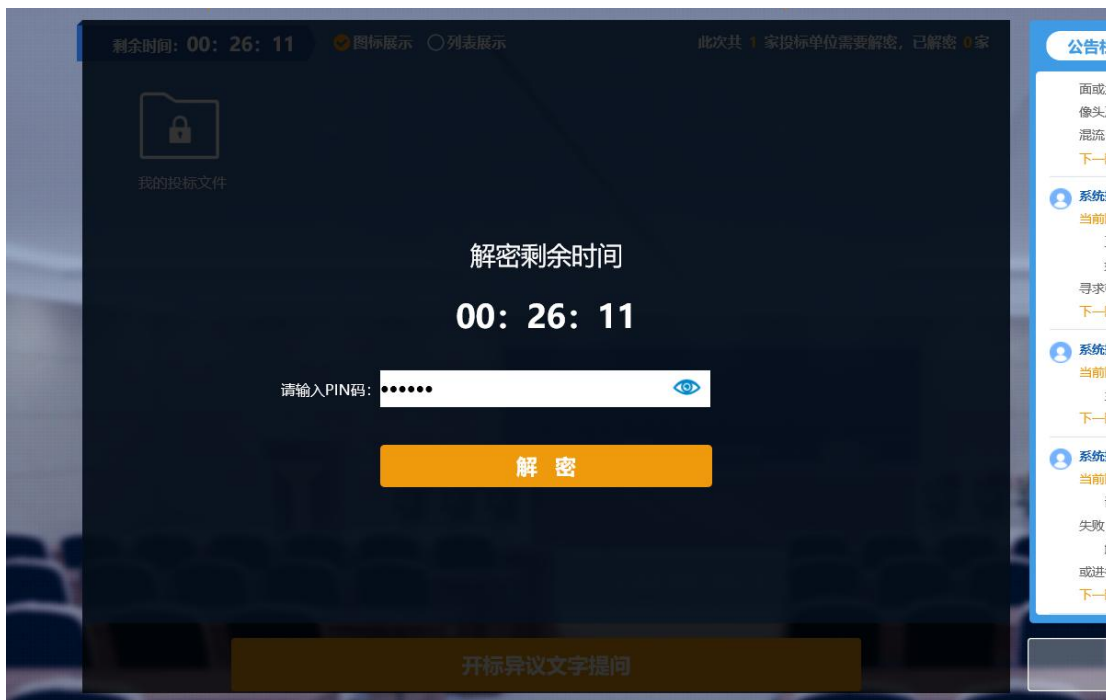 剩余时间：00：26：11
图标展示
列表展示
此次共 1 家投标单位需要解密，已解密 0家
我的投标文件
解密剩余时间
00：26：11
请输入PIN码：••••••
解 密
开标异议文字提问
公告
面或
像头
混流
下一
系统
当前
寻求
下一
系统
当前
下一
系统
当前
失败
或进
下一